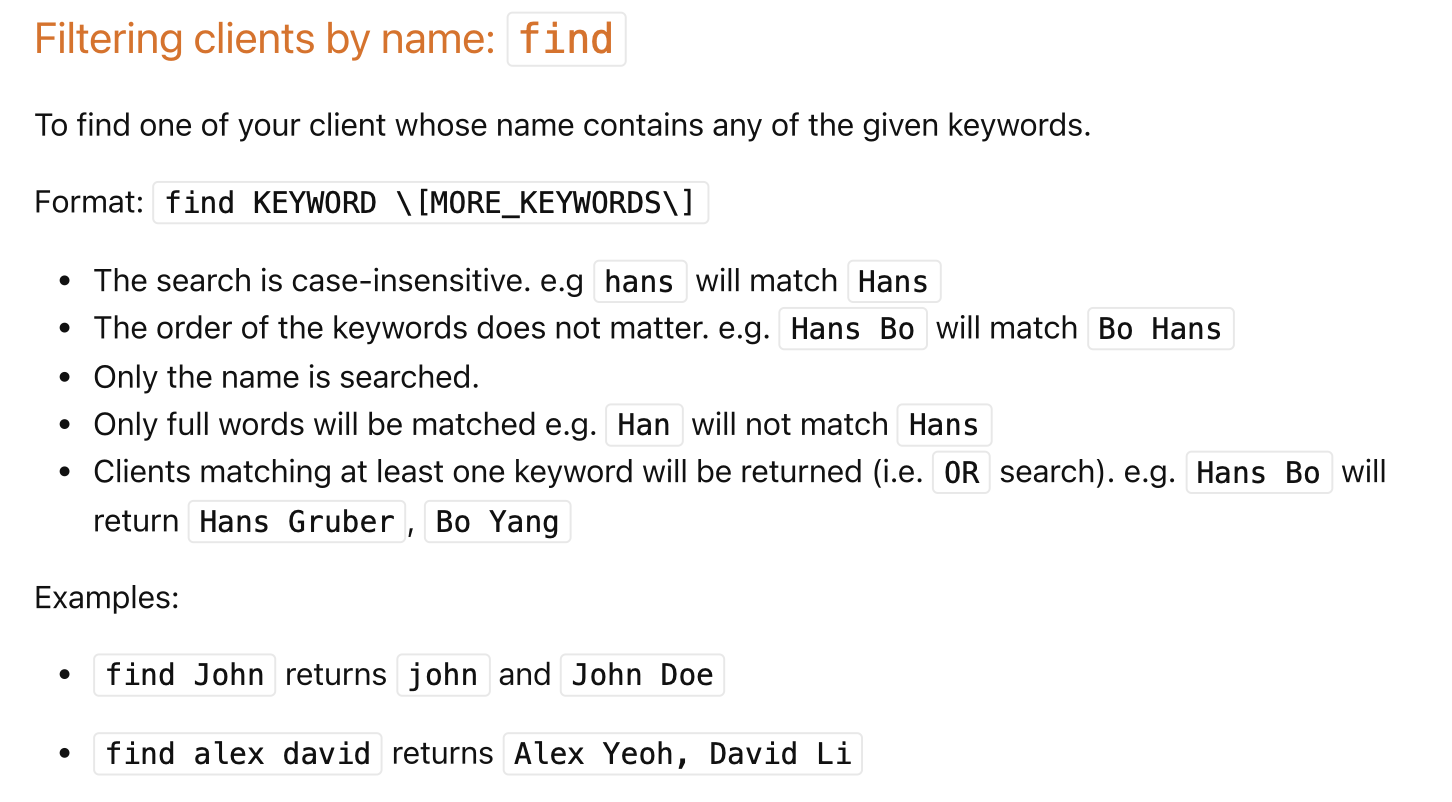 Filtering clients by name: find
To find one of your client whose name contains any of the given keywords.
Format: find KEYWORD \[MORE_KEYWORDS\]
• The search is case-insensitive. e.g hans will match Hans
• The order of the keywords does not matter. e.g. Hans Bo will match Bo Hans
• Only the name is searched.
• Only full words will be matched e.g. Han will not match Hans
• Clients matching at least one keyword will be returned (i.e. OR search). e.g. Hans Bo will
return Hans Gruber, Bo Yang
Examples:
• find John returns john and John Doe
• find alex david returns Alex Yeoh, David Li